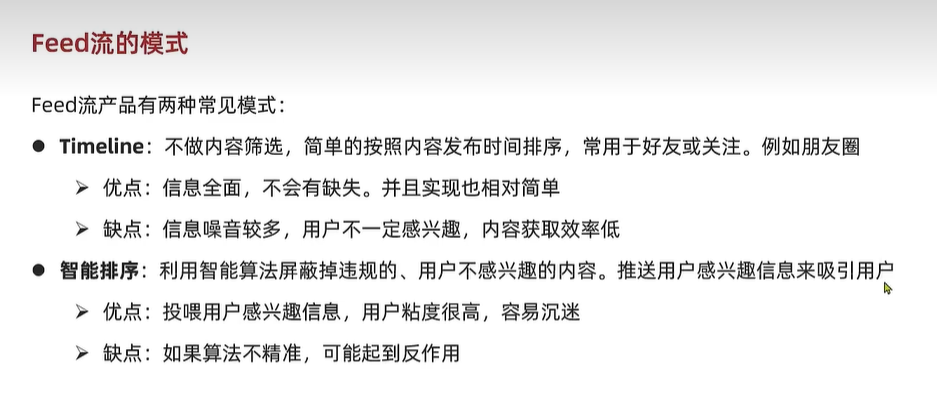 Feed流的模式
Feed流产品有两种常见模式：
● Timeline：不做内容筛选，简单的按照内容发布时间排序，常用于好友或关注。例如朋友圈
➢ 优点：信息全面，不会有缺失。并且实现也相对简单
➢ 缺点：信息噪音较多，用户不一定感兴趣，内容获取效率低
● 智能排序：利用智能算法屏蔽掉违规的、用户不感兴趣的内容。推送用户感兴趣信息来吸引用户
➢ 优点：投喂用户感兴趣信息，用户粘度很高，容易沉迷
➢ 缺点：如果算法不精准，可能起到反作用